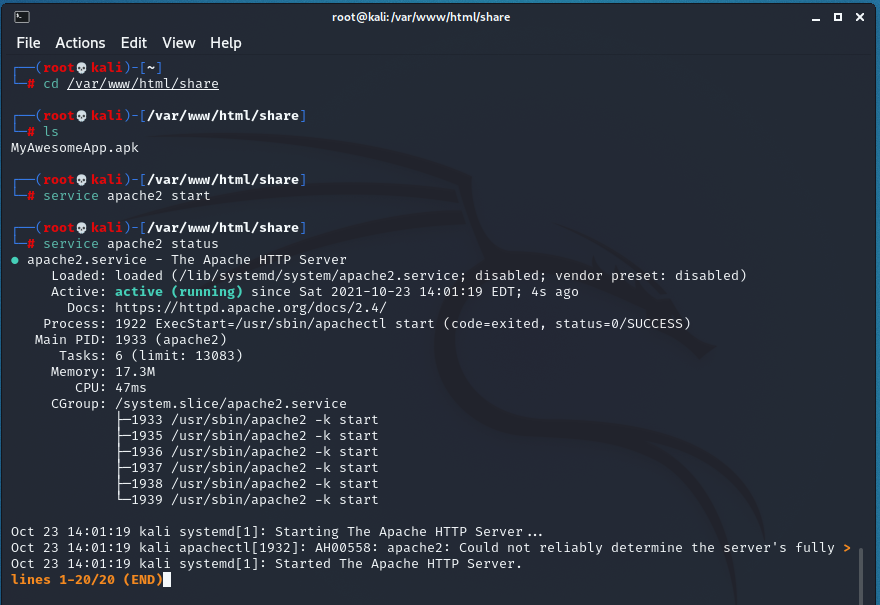 root@kali: /var/www/html/share
File Actions Edit View Help
┌──(root💀kali)-[~]
└─# cd /var/www/html/share
┌──(root💀kali)-[/var/www/html/share]
└─# ls
MyAwesomeApp.apk
┌──(root💀kali)-[/var/www/html/share]
└─# service apache2 start
┌──(root💀kali)-[/var/www/html/share]
└─# service apache2 status
● apache2.service - The Apache HTTP Server
Loaded: loaded (/lib/systemd/system/apache2.service; disabled; vendor preset: disabled)
Active: active (running) since Sat 2021-10-23 14:01:19 EDT; 4s ago
Docs: https://httpd.apache.org/docs/2.4/
Process: 1922 ExecStart=/usr/sbin/apachectl start (code=exited, status=0/SUCCESS)
Main PID: 1933 (apache2)
Tasks: 6 (limit: 13083)
Memory: 17.3M
CPU: 47ms
CGroup: /system.slice/apache2.service
├─1933 /usr/sbin/apache2 -k start
├─1935 /usr/sbin/apache2 -k start
├─1936 /usr/sbin/apache2 -k start
├─1937 /usr/sbin/apache2 -k start
├─1938 /usr/sbin/apache2 -k start
└─1939 /usr/sbin/apache2 -k start
Oct 23 14:01:19 kali systemd[1]: Starting The Apache HTTP Server...
Oct 23 14:01:19 kali apachectl[1932]: AH00558: apache2: Could not reliably determine the server's fully >
Oct 23 14:01:19 kali systemd[1]: Started The Apache HTTP Server.
lines 1-20/20 (END)